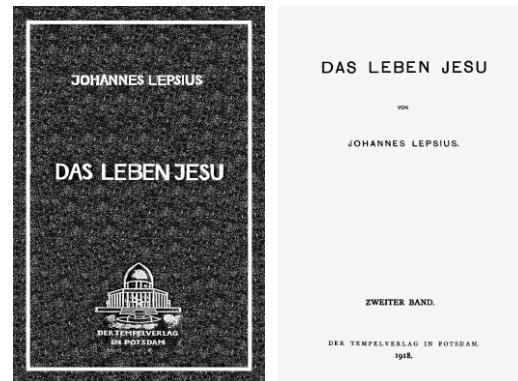 JOHANNES LEPSIUS
DAS LEBEN JESU
DER TEMPELVERLAG
IN POTSDAM
DAS LEBEN JESU
VON
JOHANNES LEPSIUS.
ZWEITER BAND.
DER TEMPELVERLAG IN POTSDAM.
1918.